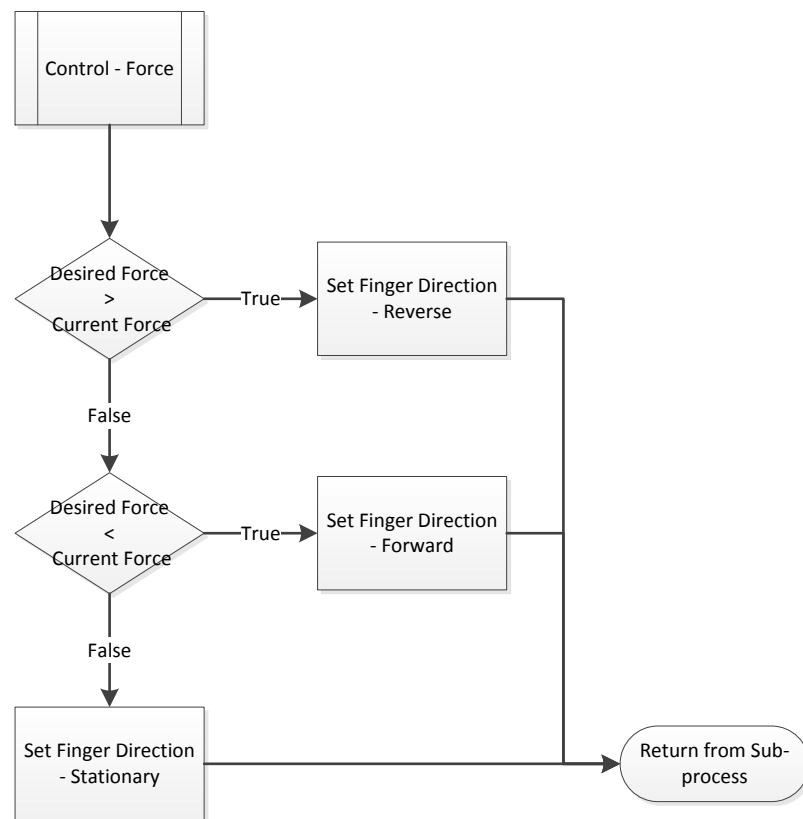 Control - Force
Desired Force
>
Current Force
True
Set Finger Direction
- Reverse
False
Desired Force
<
Current Force
True
Set Finger Direction
- Forward
False
Set Finger Direction
- Stationary
Return from Sub-
process